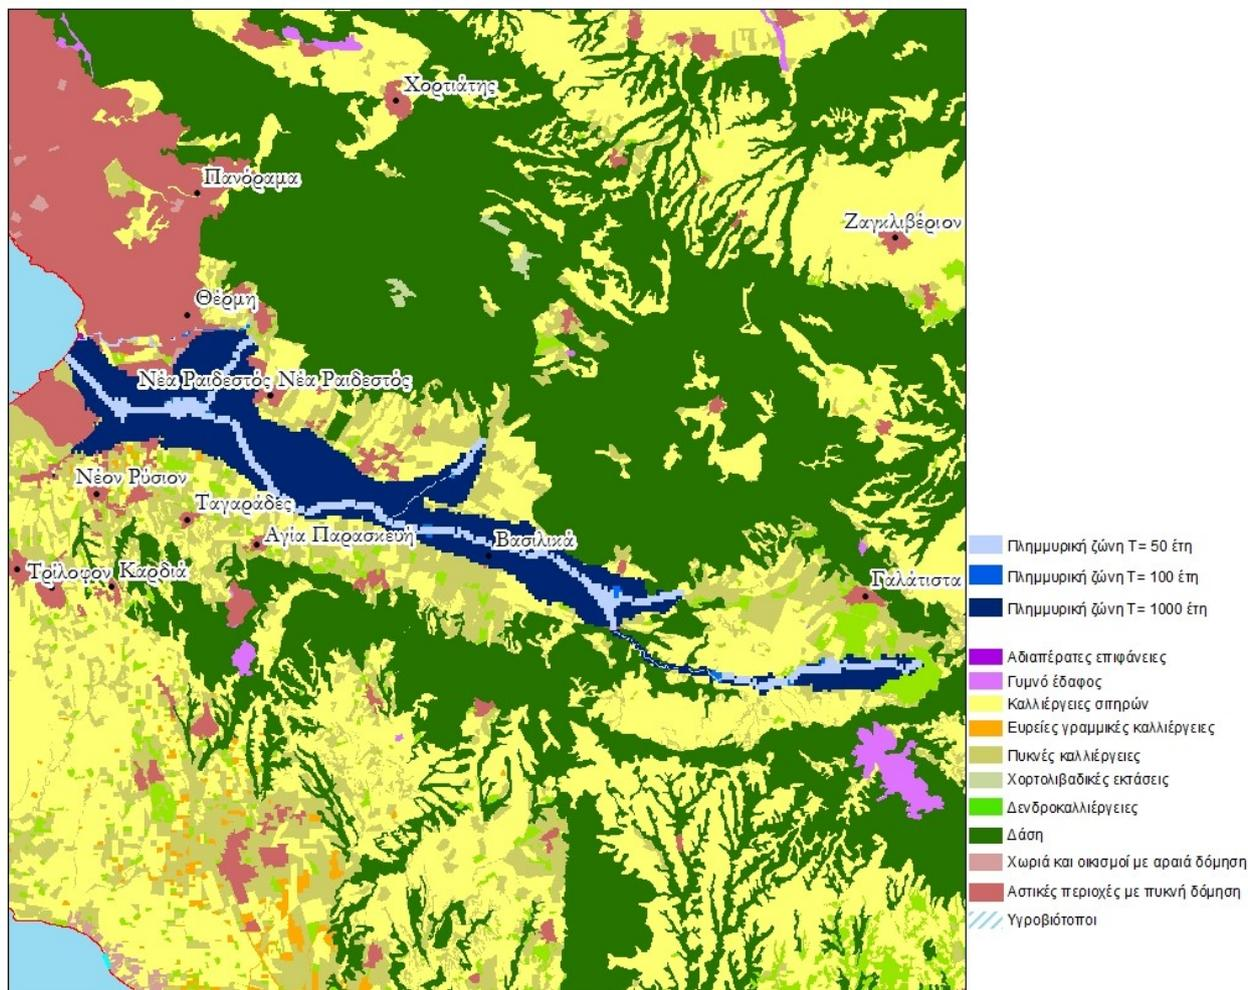 Χορτιάτης
Πανόραμα
Ζαγκλιβέριον
Θέρμη
Νέα Ραιδεστός Νέα Ραιδεστός
Νέον Ρύσιον
Ταγαράδες
Αγία Παρασκευή
Βασιλικά
Τρίλοφον Καρδιά
Γαλάτιστα
Πλημμυρική ζώνη T= 50 έτη
Πλημμυρική ζώνη T= 100 έτη
Πλημμυρική ζώνη T= 1000 έτη
Αδιαπέρατες επιφάνειες
Γυμνό έδαφος
Καλλιέργειες σιτηρών
Ευρείες γραμμικές καλλιέργειες
Πυκνές καλλιέργειες
Χορτολιβαδικές εκτάσεις
Δενδροκαλλιέργειες
Δάση
Χωριά και οικισμοί με αραιά δόμηση
Αστικές περιοχές με πυκνή δόμηση
Υγροβιότοποι